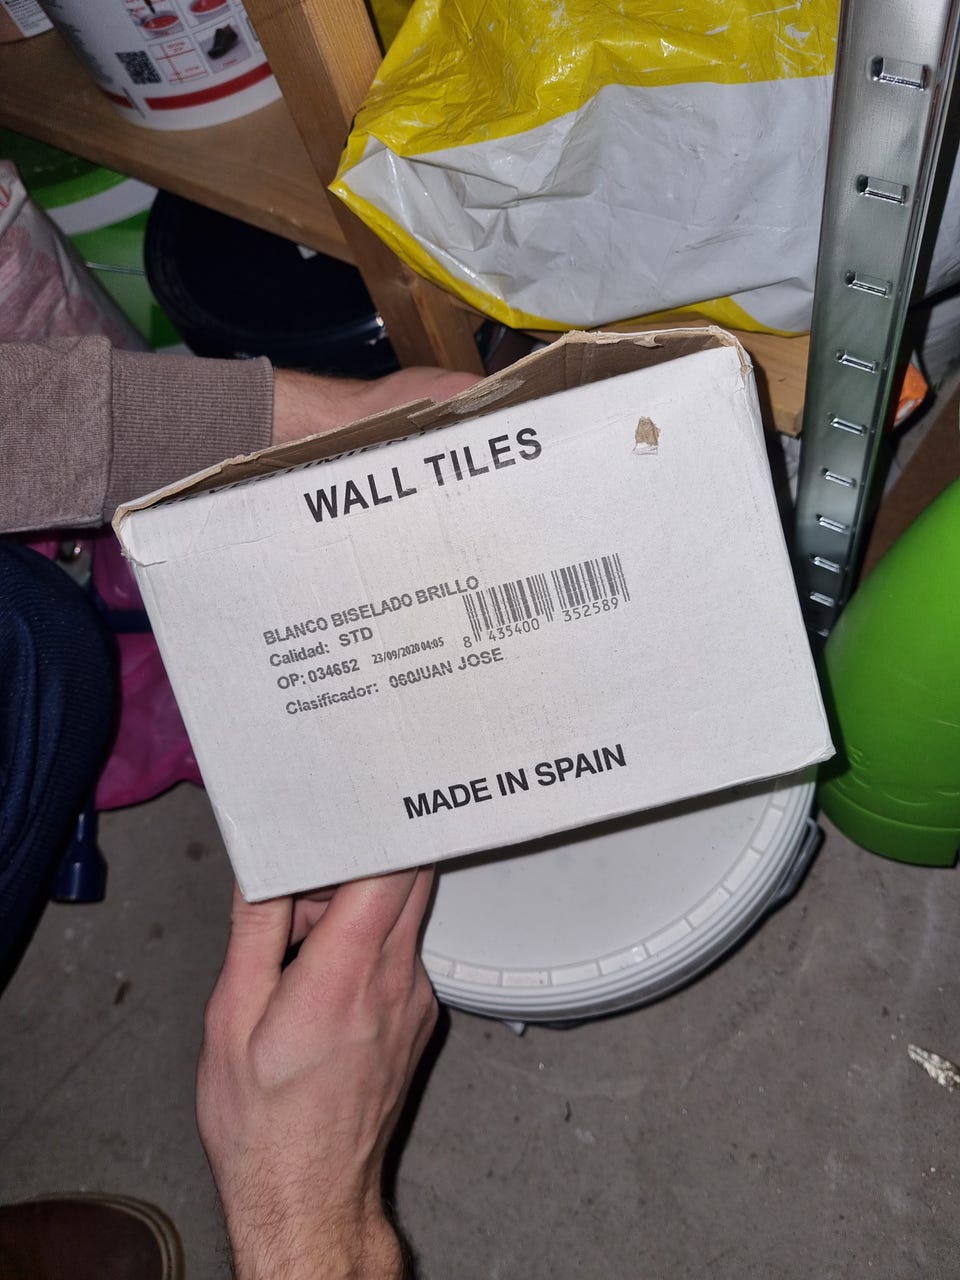 WALL TILES
BLANCO BISELADO BRILLO
Calidad: STD
OP: 034652 23/09/2020 04:05
8 435400 352589
Clasificador: 060JUAN JOSE
MADE IN SPAIN